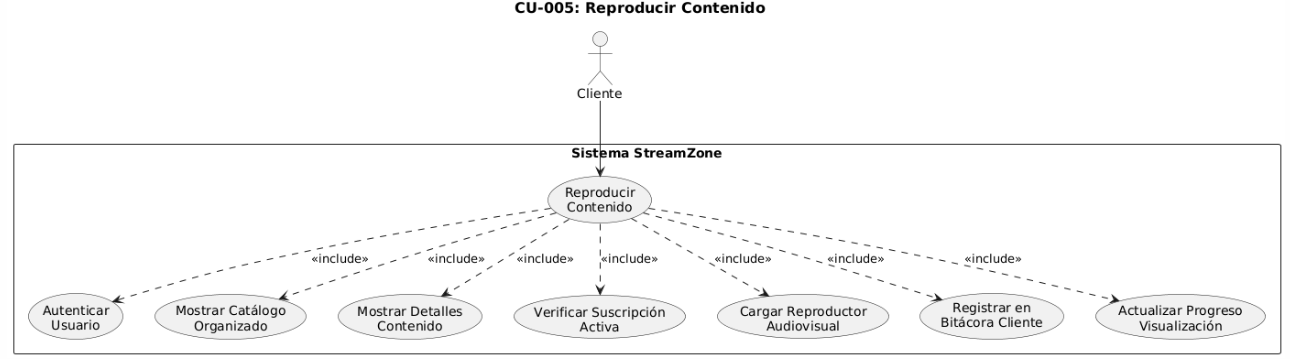 CU-005: Reproducir Contenido
Cliente
Sistema StreamZone
Reproducir
Contenido
«include»
«include»
«include»
«include»
«include»
«include»
«include»
Autenticar
Usuario
Mostrar Catálogo
Organizado
Mostrar Detalles
Contenido
Verificar Suscripción
Activa
Cargar Reproductor
Audiovisual
Registrar en
Bitácora Cliente
Actualizar Progreso
Visualización